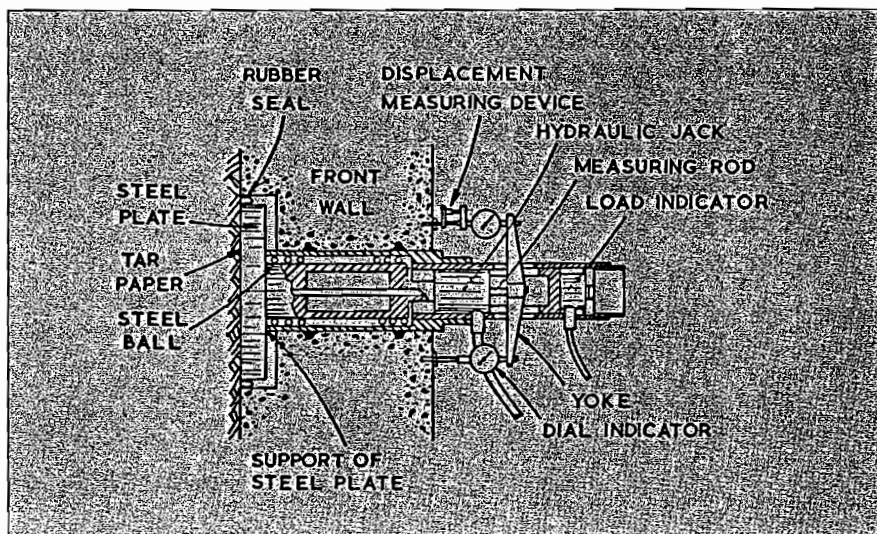 RUBBER
SEAL
DISPLACEMENT
MEASURING DEVICE
HYDRAULIC JACK
MEASURING ROD
LOAD INDICATOR
STEEL
PLATE
FRONT
WALL
TAR
PAPER
STEEL
BALL
YOKE
DIAL INDICATOR
SUPPORT OF
STEEL PLATE